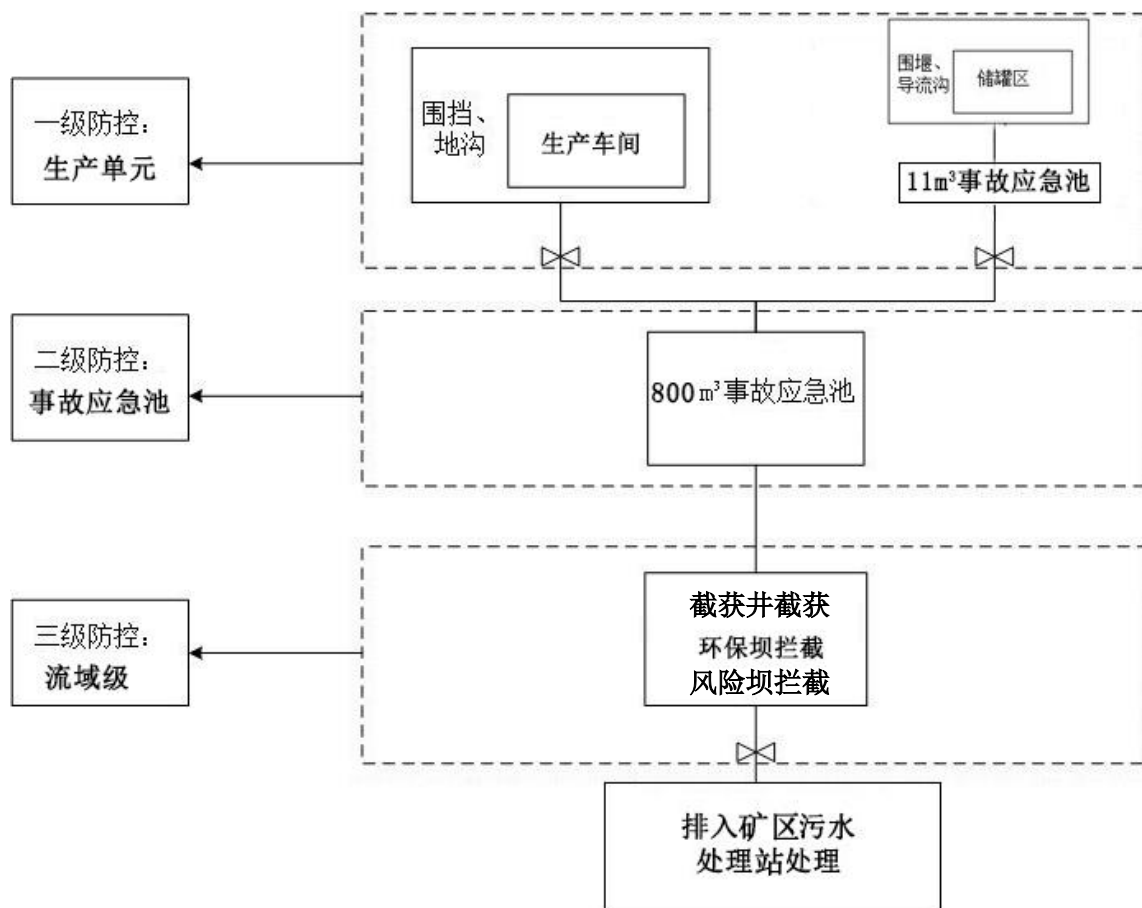 一级防控：
生产单元
围挡、
地沟
生产车间
围堰、
导流沟
储罐区
11m³事故应急池
二级防控：
事故应急池
800m³事故应急池
三级防控：
流域级
截获井截获
环保坝拦截
风险坝拦截
排入矿区污水
处理站处理